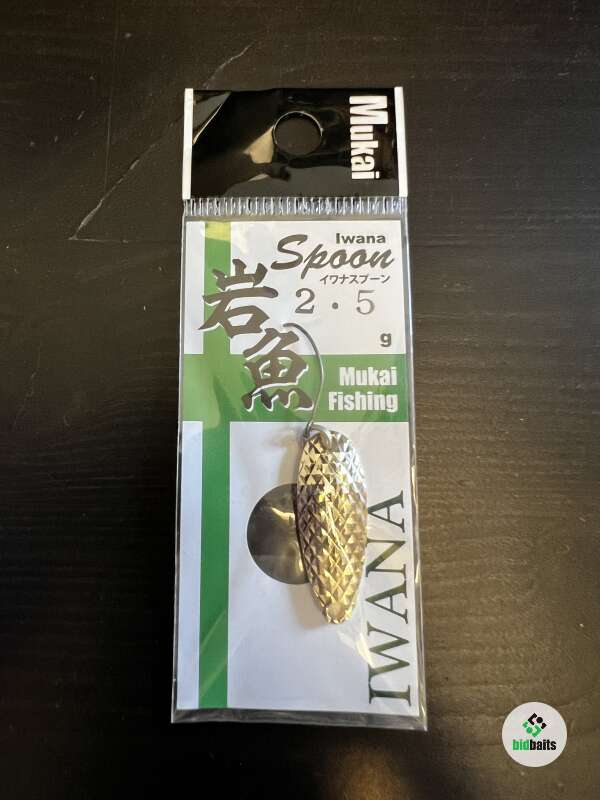 Mukai
Iwana
Spoon
イワナスプーン
岩魚
2.5
g
Mukai
Fishing
IWANA
bidbaits